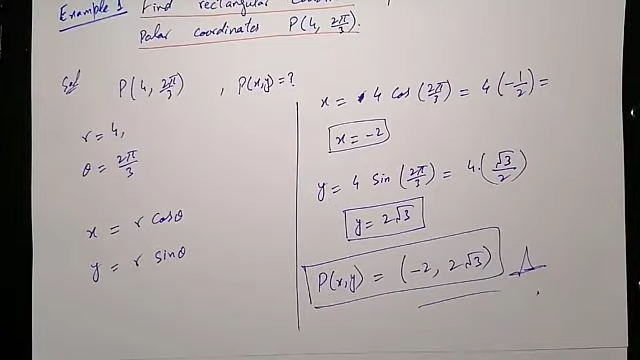 Example 1 Find rectangular
Polar coordinates P(4, 2π/3).
Sol P(4, 2π/3) , P(x,y)=?
r = 4,
θ = 2π/3
x = r cosθ
y = r sinθ
x = 4 cos (2π/3) = 4 (-1/2) =
x = -2
y = 4 sin (2π/3) = 4.(√3/2)
y = 2√3
P(x,y) = (-2, 2√3)